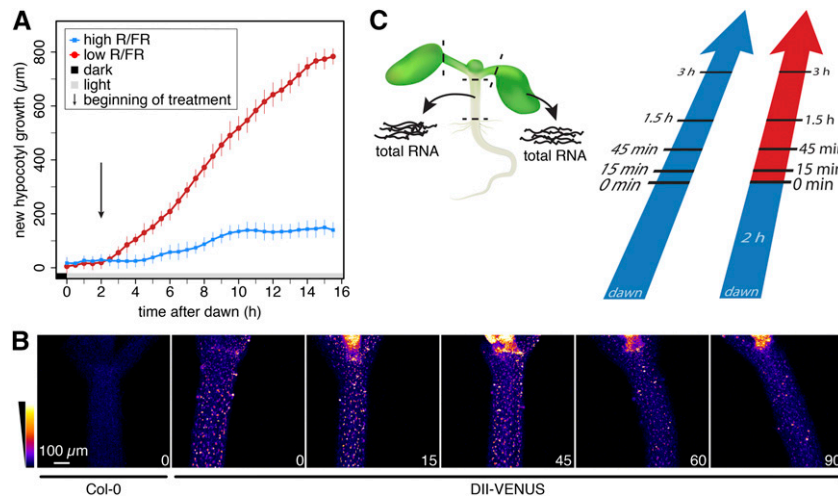 A
new hypocotyl growth (µm)
800
600
400
200
0
high R/FR
low R/FR
dark
light
beginning of treatment
0 2 4 6 8 10 12 14 16
time after dawn (h)
C
total RNA
total RNA
3 h
1.5 h
45 min
15 min
0 min
dawn
3 h
1.5 h
45 min
15 min
0 min
2 h
dawn
B
100 µm
0
0
15
45
60
90
Col-0
DII-VENUS